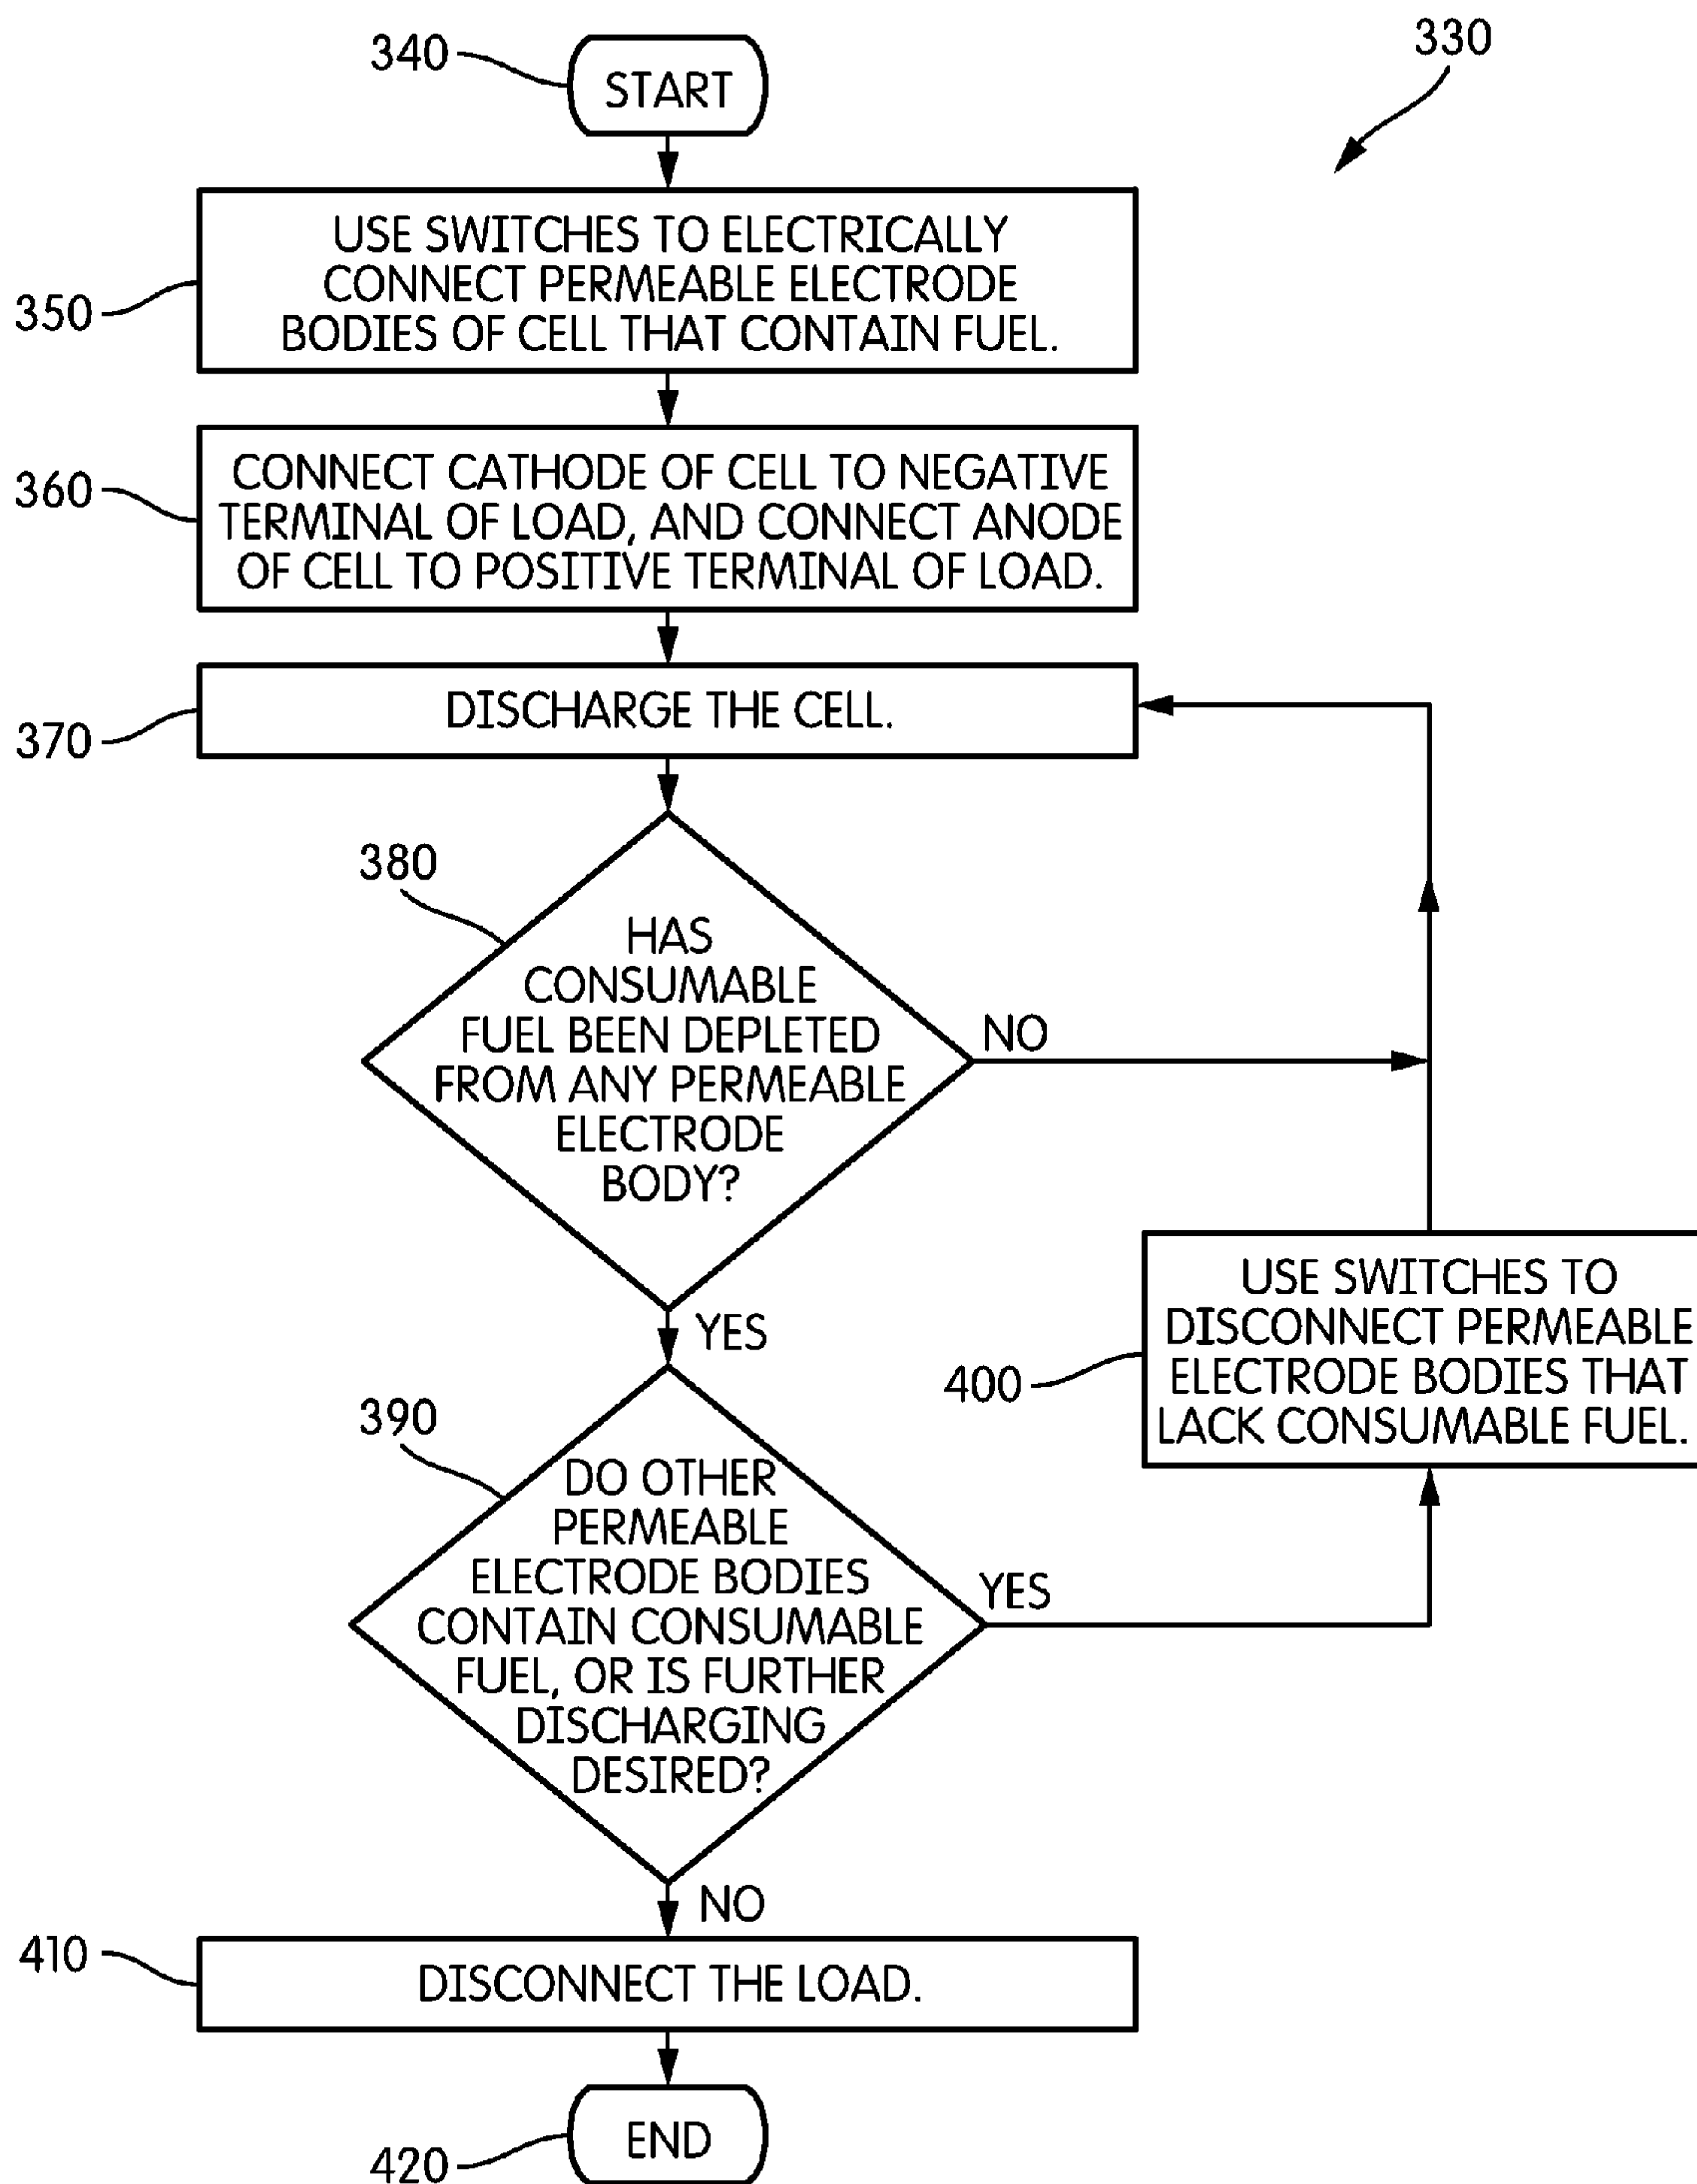 330
340
START
350
USE SWITCHES TO ELECTRICALLY
CONNECT PERMEABLE ELECTRODE
BODIES OF CELL THAT CONTAIN FUEL.
360
CONNECT CATHODE OF CELL TO NEGATIVE
TERMINAL OF LOAD, AND CONNECT ANODE
OF CELL TO POSITIVE TERMINAL OF LOAD.
370
DISCHARGE THE CELL.
380
HAS
CONSUMABLE
FUEL BEEN DEPLETED
FROM ANY PERMEABLE
ELECTRODE
BODY?
NO
YES
390
DO OTHER
PERMEABLE
ELECTRODE BODIES
CONTAIN CONSUMABLE
FUEL, OR IS FURTHER
DISCHARGING
DESIRED?
YES
400
USE SWITCHES TO
DISCONNECT PERMEABLE
ELECTRODE BODIES THAT
LACK CONSUMABLE FUEL.
NO
410
DISCONNECT THE LOAD.
420
END